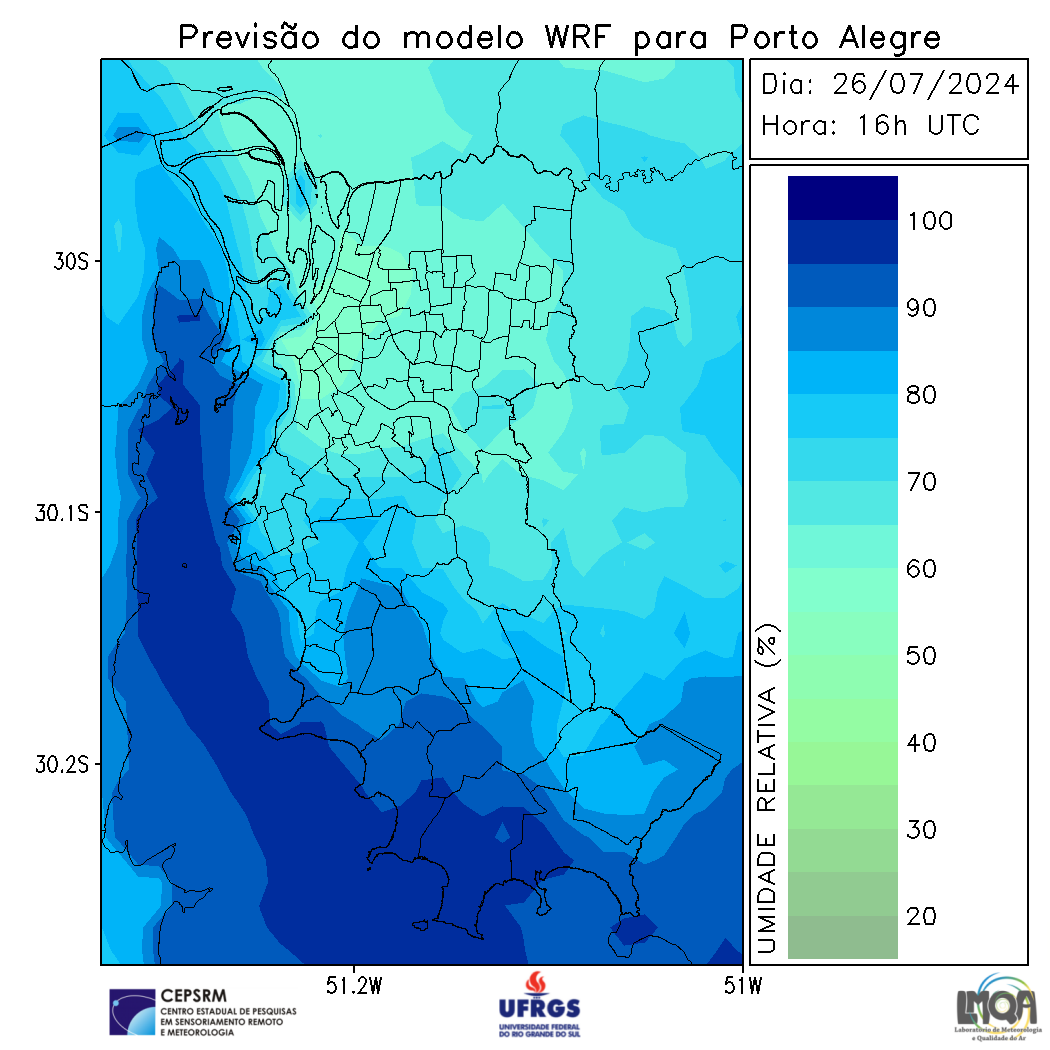 Previsão do modelo WRF para Porto Alegre
Dia: 26/07/2024
Hora: 16h UTC
30S
30.1S
30.2S
51.2W
51W
UMIDADE RELATIVA (%)
100
90
80
70
60
50
40
30
20
CEPSRM
CENTRO ESTADUAL DE PESQUISAS
EM SENSORIAMENTO REMOTO
E METEOROLOGIA
UFRGS
UNIVERSIDADE FEDERAL
DO RIO GRANDE DO SUL
LMQA
Laboratório de Meteorologia
e Qualidade do Ar